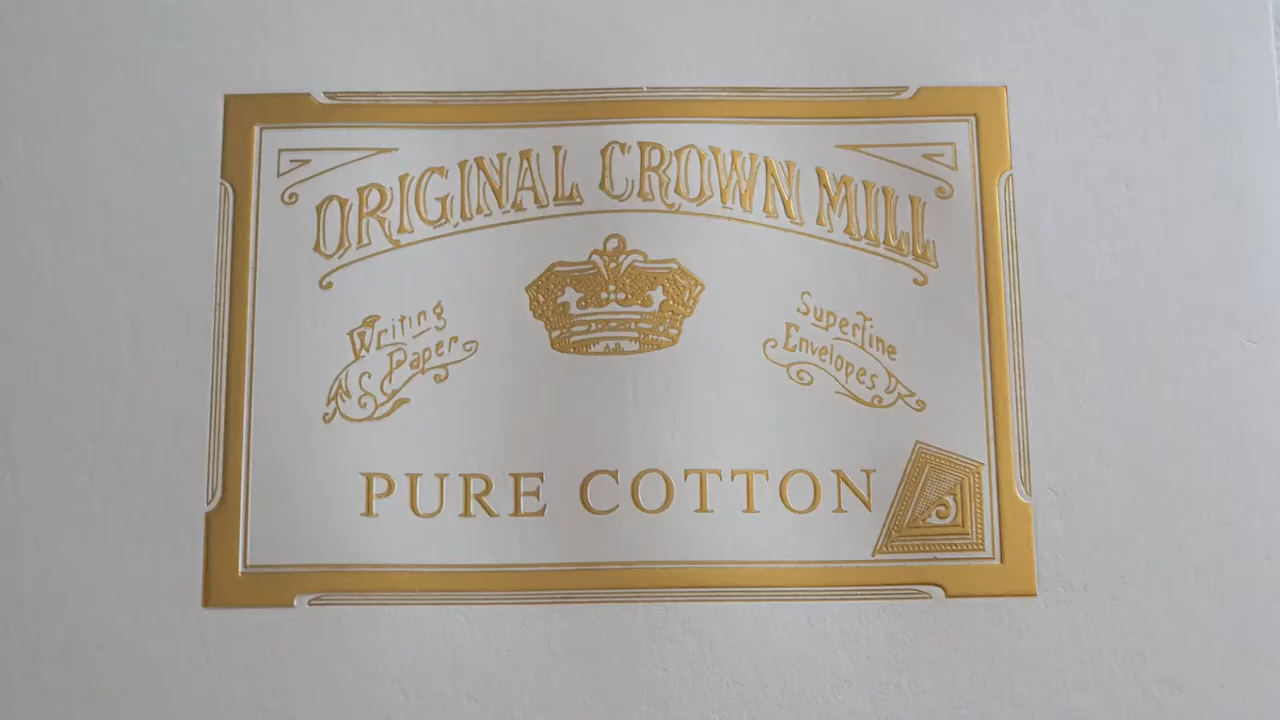 ORIGINAL CROWN MILL
Writing
Paper
Superfine
Envelopes
PURE COTTON